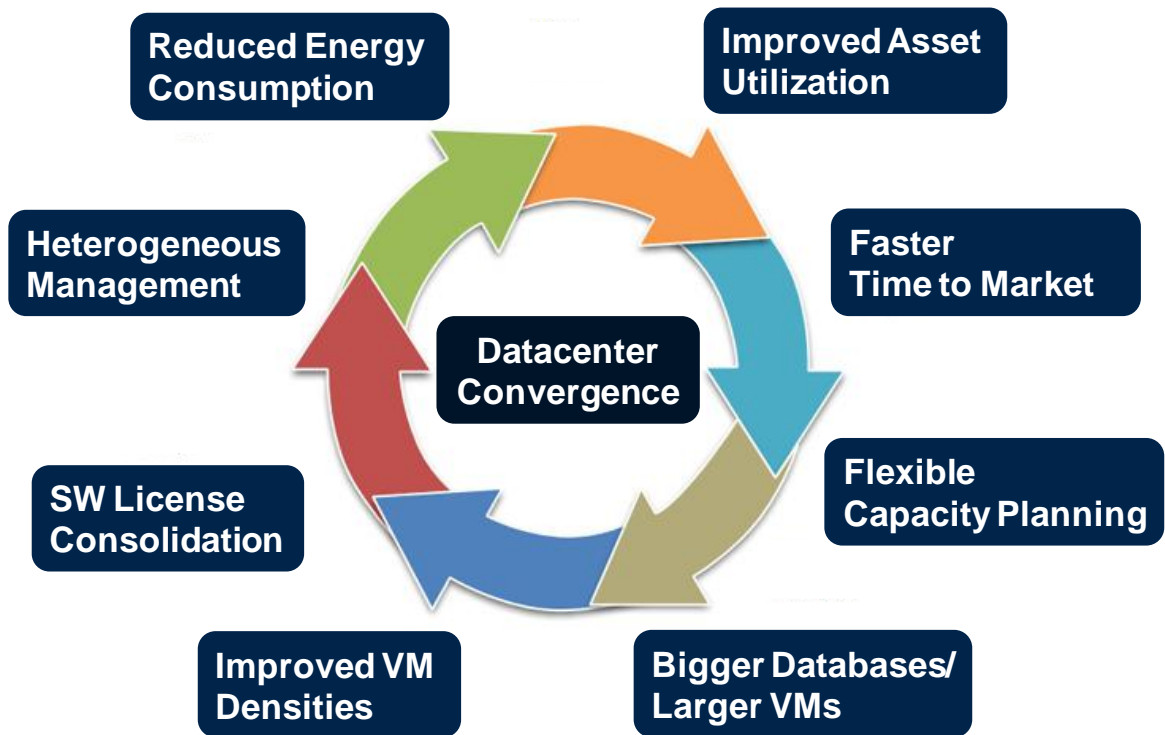 Reduced Energy
Consumption
Improved Asset
Utilization
Heterogeneous
Management
Faster
Time to Market
Datacenter
Convergence
SW License
Consolidation
Flexible
Capacity Planning
Improved VM
Densities
Bigger Databases/
Larger VMs